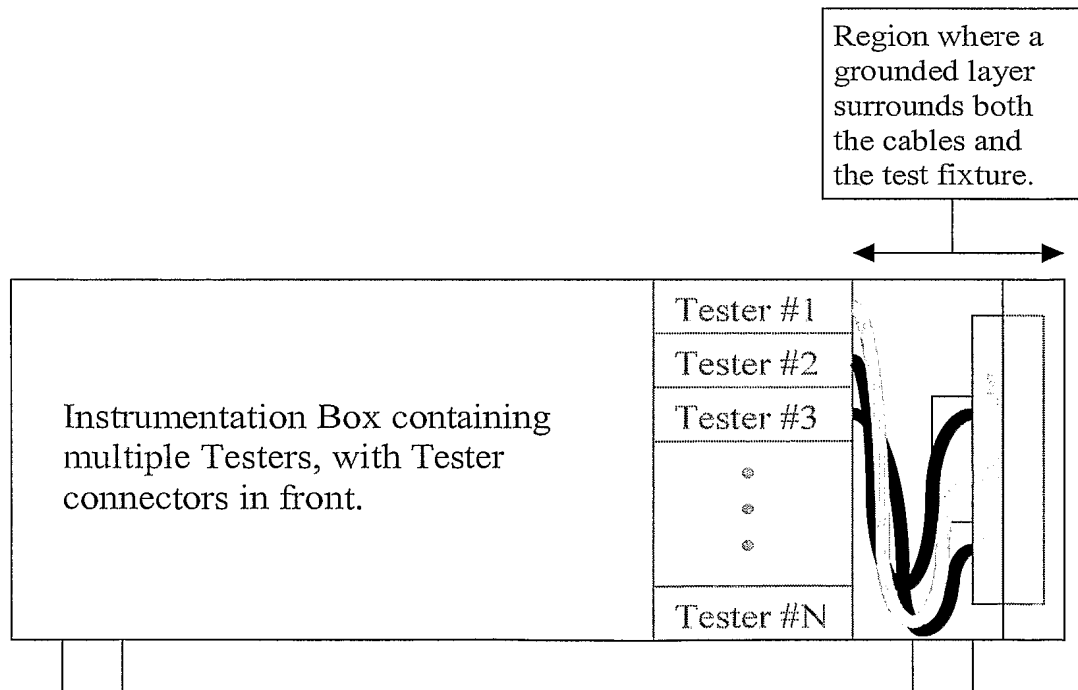 Region where a
grounded layer
surrounds both
the cables and
the test fixture.
Tester #1
Tester #2
Tester #3
Tester #N
Instrumentation Box containing
multiple Testers, with Tester
connectors in front.